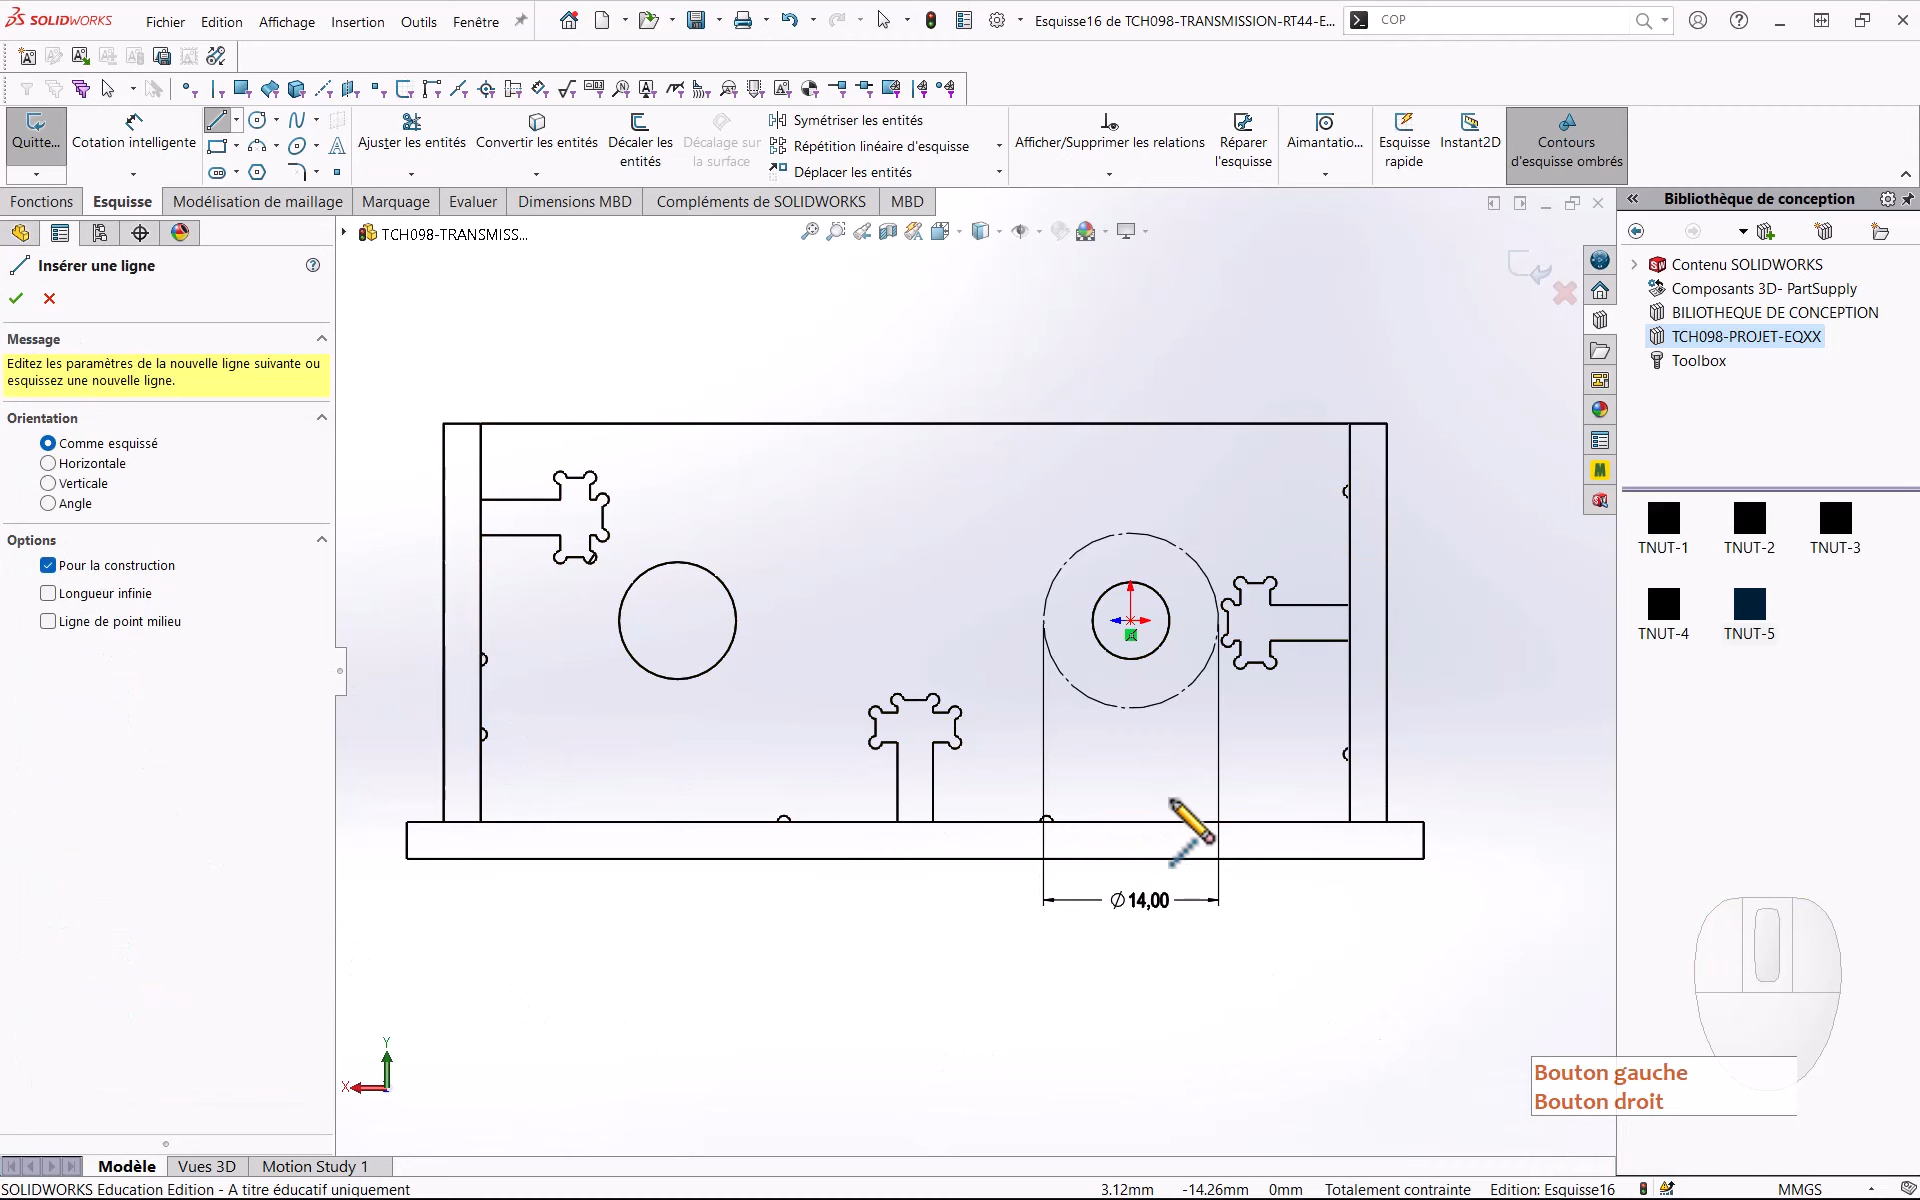 SOLIDWORKS
Fichier
Edition
Affichage
Insertion
Outils
Fenêtre
Esquisse16 de TCH098-TRANSMISSION-RT44-E...
COP
Quitte...
Cotation intelligente
Ajuster les entités
Convertir les entités
Décaler les
entités
Décalage sur
la surface
Symétriser les entités
Répétition linéaire d'esquisse
Déplacer les entités
Afficher/Supprimer les relations
Réparer
l'esquisse
Aimantatio...
Esquisse
rapide
Instant2D
Contours
d'esquisse ombrés
Fonctions
Esquisse
Modélisation de maillage
Marquage
Evaluer
Dimensions MBD
Compléments de SOLIDWORKS
MBD
Insérer une ligne
Message
Editez les paramètres de la nouvelle ligne suivante ou
esquissez une nouvelle ligne.
Orientation
Comme esquissé
Horizontale
Verticale
Angle
Options
Pour la construction
Longueur infinie
Ligne de point milieu
TCH098-TRANSMISS...
Ø14,00
Y
X
Bibliothèque de conception
Contenu SOLIDWORKS
Composants 3D- PartSupply
BILIOTHEQUE DE CONCEPTION
TCH098-PROJET-EQXX
Toolbox
TNUT-1
TNUT-2
TNUT-3
TNUT-4
TNUT-5
Bouton gauche
Bouton droit
Modèle
Vues 3D
Motion Study 1
SOLIDWORKS Education Edition - A titre éducatif uniquement
3.12mm
-14.26mm
0mm
Totalement contrainte
Edition: Esquisse16
MMGS